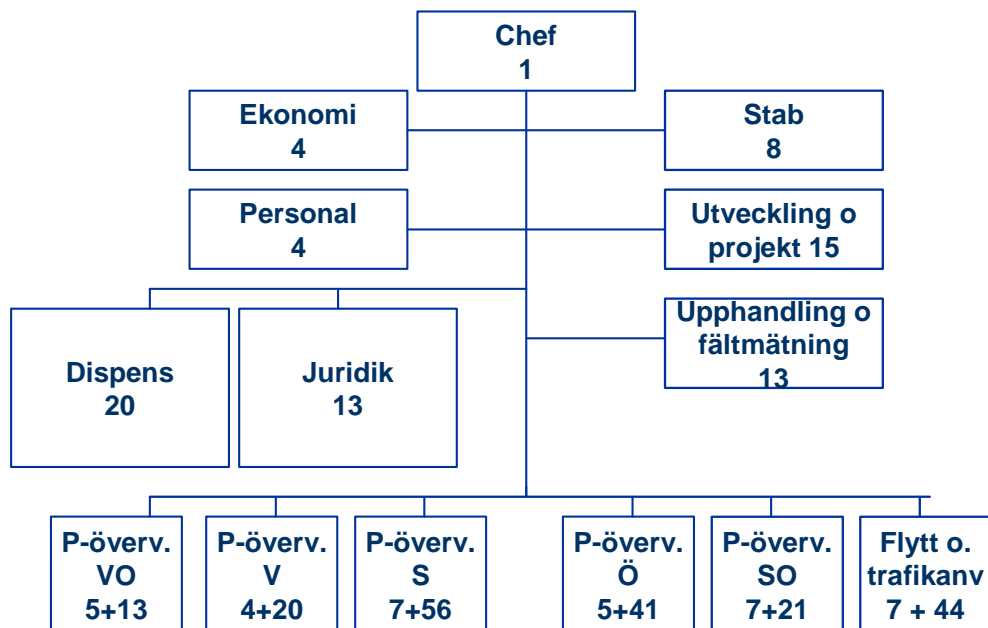 Chef
1
Ekonomi
4
Stab
8
Personal
4
Utveckling o
projekt 15
Dispens
20
Juridik
13
Upphandling o
fältmätning
13
P-överv.
VO
5+13
P-överv.
V
4+20
P-överv.
S
7+56
P-överv.
Ö
5+41
P-överv.
SO
7+21
Flytt o.
trafikanv
7 + 44